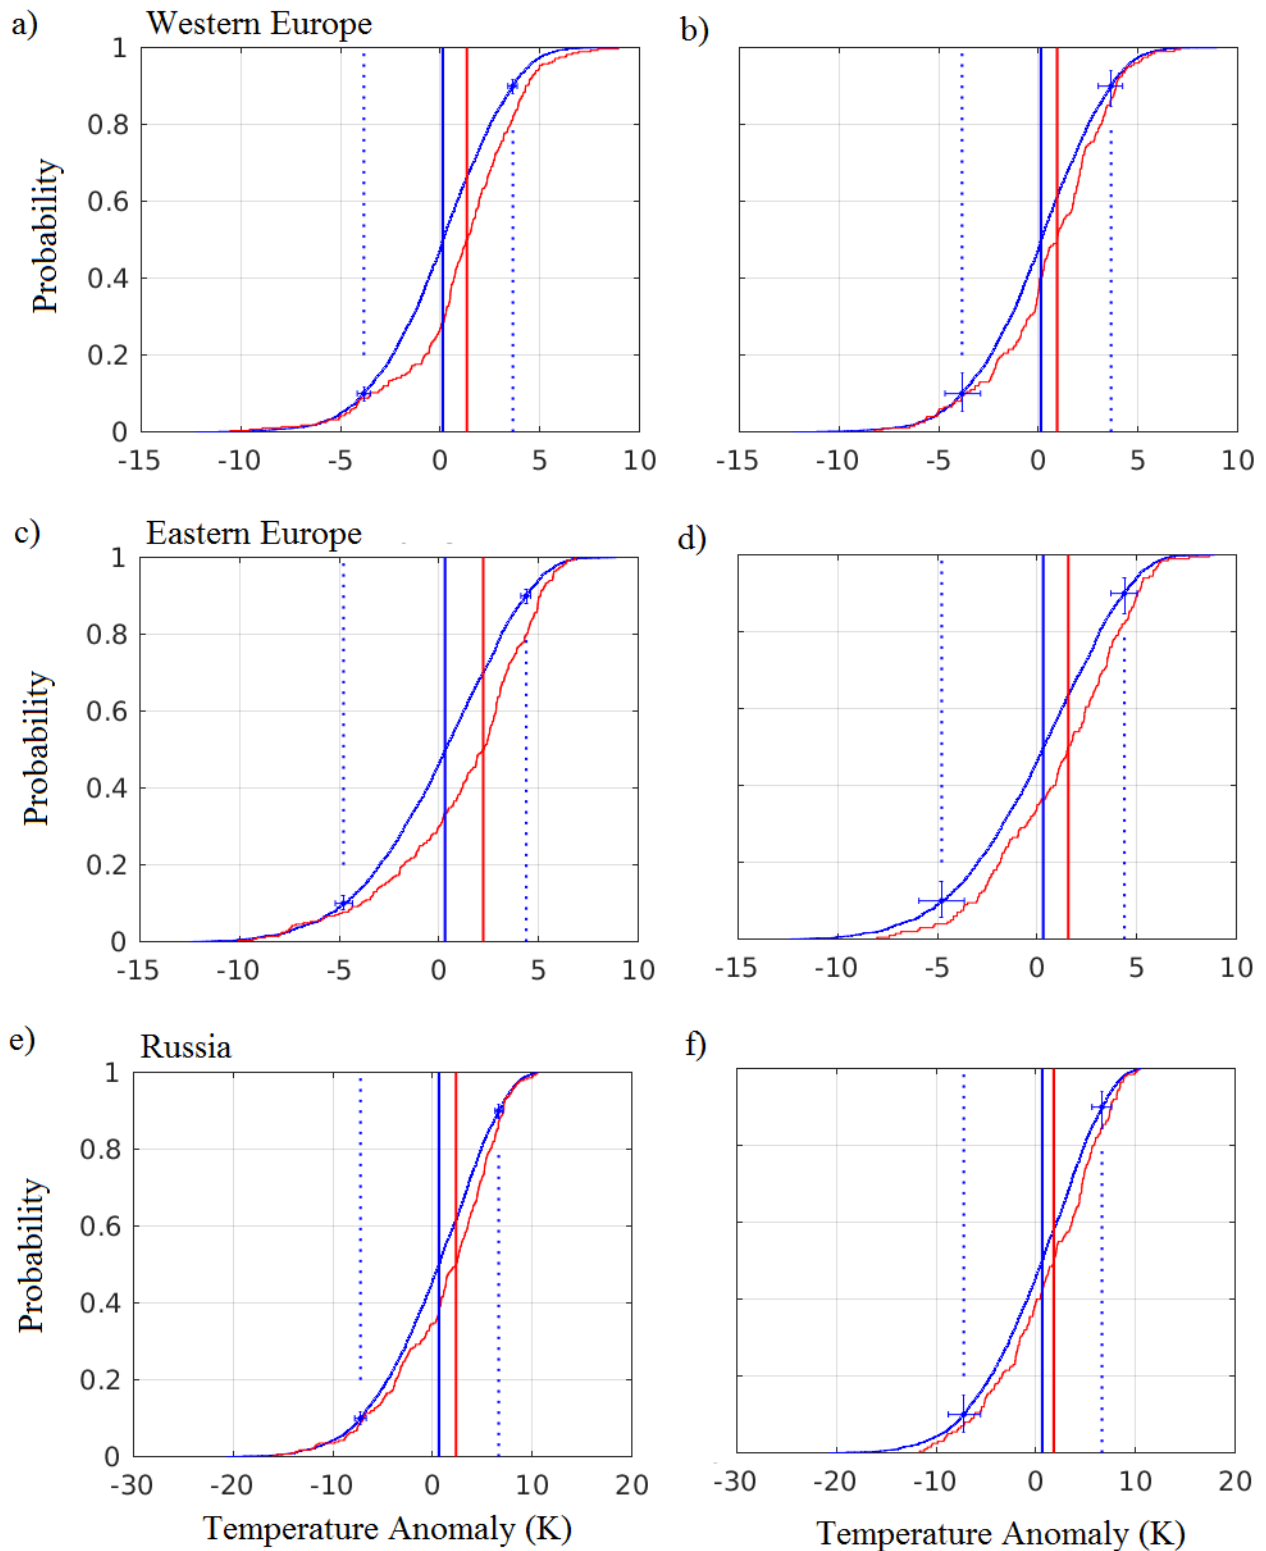 a) Western Europe
b)
1
0.8
0.6
0.4
0.2
0
Probability
-15 -10 -5 0 5 10
-15 -10 -5 0 5 10
c) Eastern Europe
d)
1
0.8
0.6
0.4
0.2
0
Probability
-15 -10 -5 0 5 10
-15 -10 -5 0 5 10
e) Russia
f)
1
0.8
0.6
0.4
0.2
0
Probability
-30 -20 -10 0 10 20
-30 -20 -10 0 10 20
Temperature Anomaly (K)
Temperature Anomaly (K)